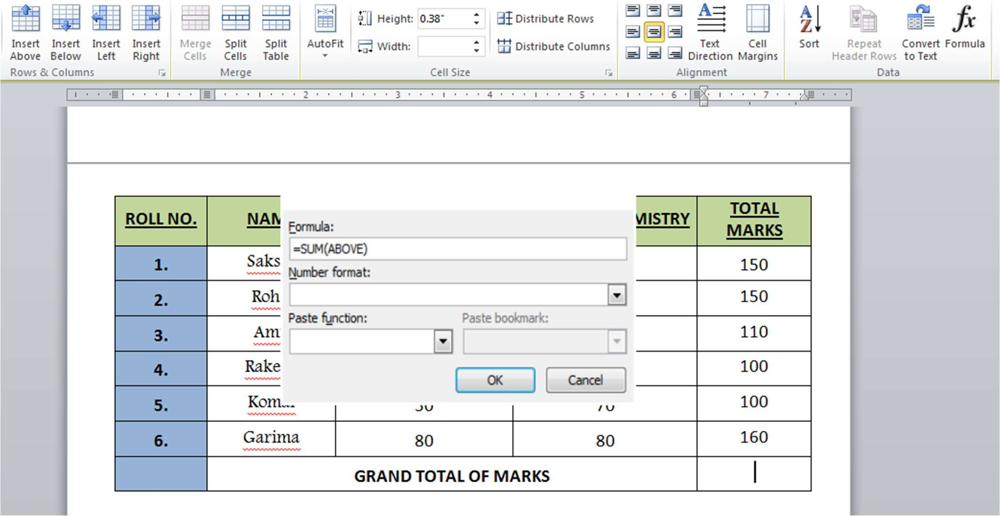 Insert Above
Insert Below
Insert Left
Insert Right
Rows & Columns
Merge Cells
Split Cells
Split Table
Merge
AutoFit
Height: 0.38"
Width:
Distribute Rows
Distribute Columns
Cell Size
Text Direction
Cell Margins
Alignment
A Z Sort
Repeat Header Rows
Convert to Text
fx Formula
Data
2 3 4 5 6 7
ROLL NO. NAM MISTRY TOTAL MARKS
Formula:
=SUM(ABOVE)
Number format:
Paste function: Paste bookmark:
OK Cancel
1. Saks 150
2. Roh 150
3. Am 110
4. Rake 100
5. 70 100
6. Garima 80 80 160
GRAND TOTAL OF MARKS